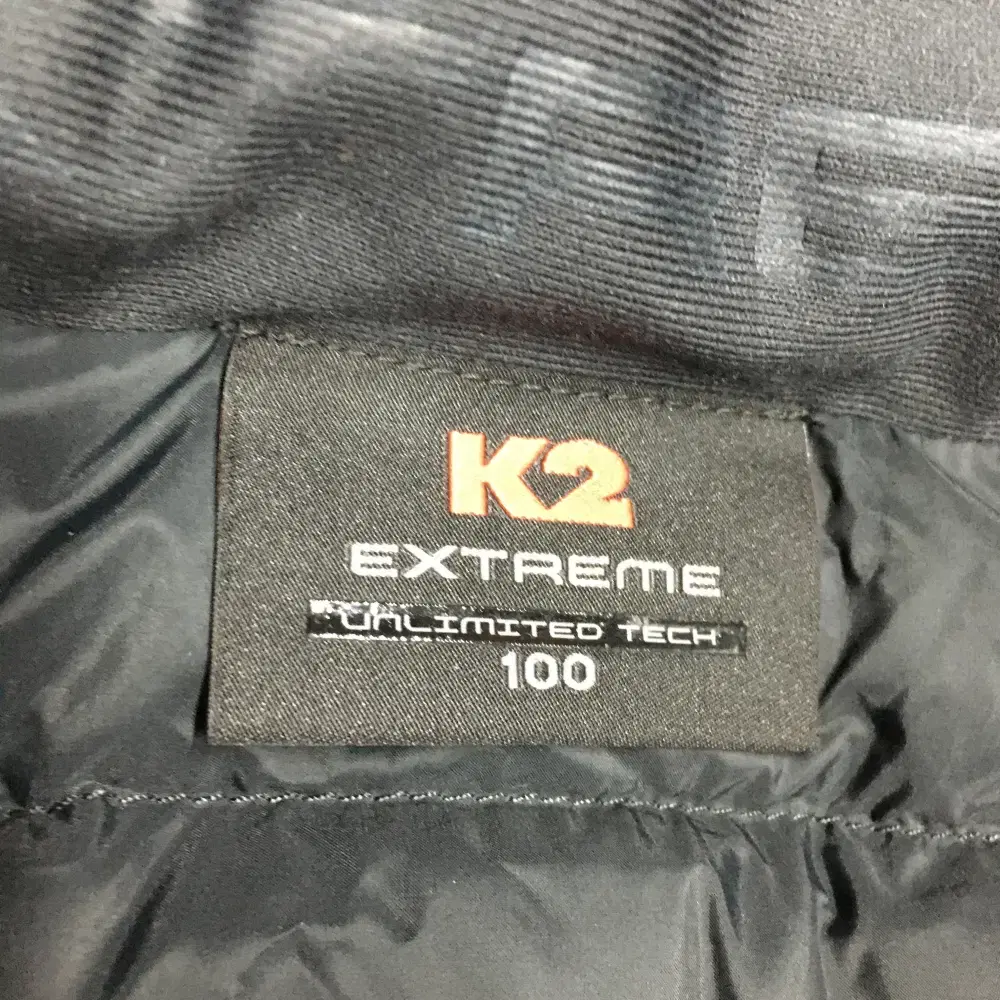 K2
EXTREME
UNLIMITED TECH
100